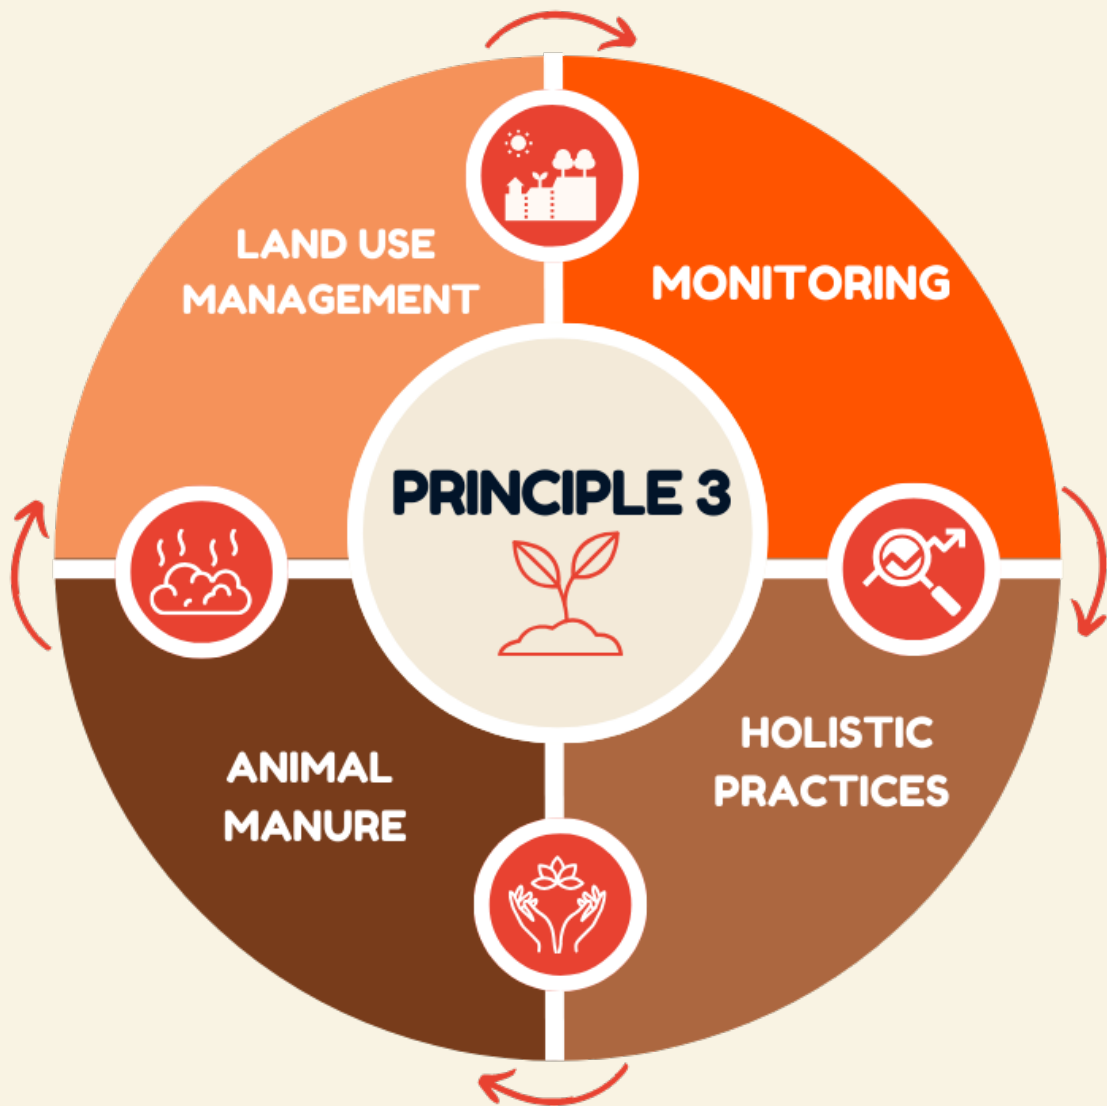 LAND USE
MANAGEMENT
MONITORING
PRINCIPLE 3
HOLISTIC
PRACTICES
ANIMAL
MANURE